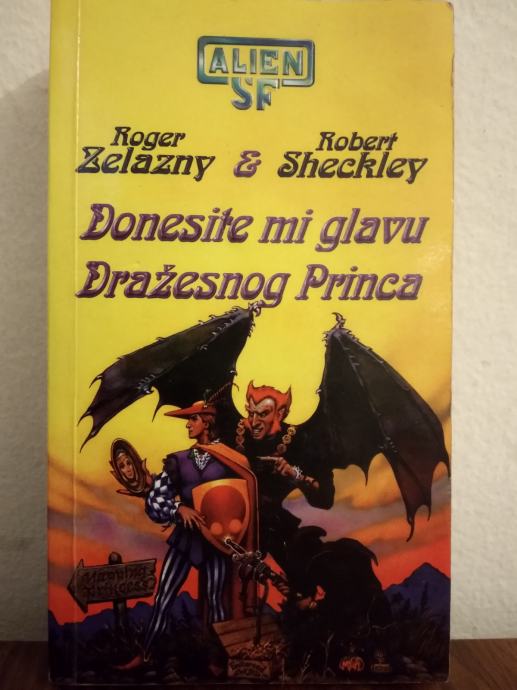 ALIEN
SF
Roger
Zelazny & Robert
Sheckley
Donesite mi glavu
Dražesnog Princa